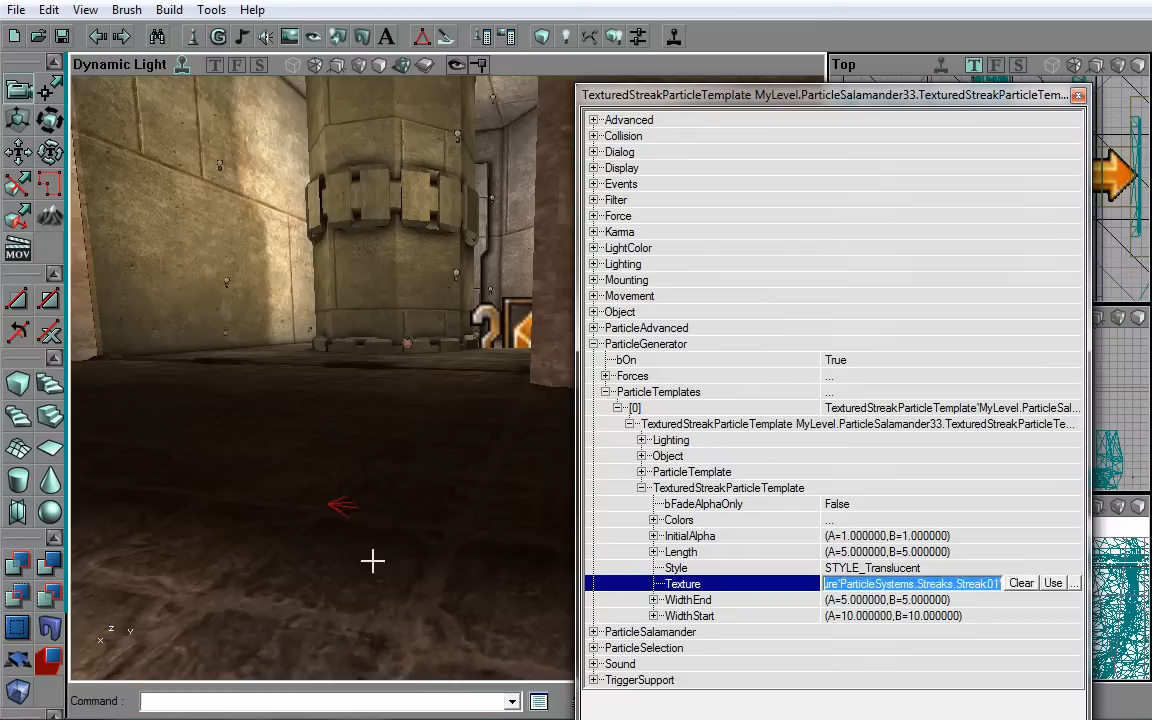 File Edit View Brush Build Tools Help
Dynamic Light T F S
Top T F S
MOV
TexturedStreakParticleTemplate MyLevel.ParticleSalamander33.TexturedStreakParticleTem...
Advanced
Collision
Dialog
Display
Events
Filter
Force
Karma
LightColor
Lighting
Mounting
Movement
Object
ParticleAdvanced
ParticleGenerator
bOn True
Forces ...
ParticleTemplates ...
[0] TexturedStreakParticleTemplate'MyLevel.ParticleSal...
TexturedStreakParticleTemplate MyLevel.ParticleSalamander33.TexturedStreakParticleTe...
Lighting
Object
ParticleTemplate
TexturedStreakParticleTemplate
bFadeAlphaOnly False
Colors ...
InitialAlpha (A=1.000000,B=1.000000)
Length (A=5.000000,B=5.000000)
Style STYLE_Translucent
Texture ure'ParticleSystems.Streaks.Streak01' Clear Use ...
WidthEnd (A=5.000000,B=5.000000)
WidthStart (A=10.000000,B=10.000000)
ParticleSalamander
ParticleSelection
Sound
TriggerSupport
z
x y
Command :